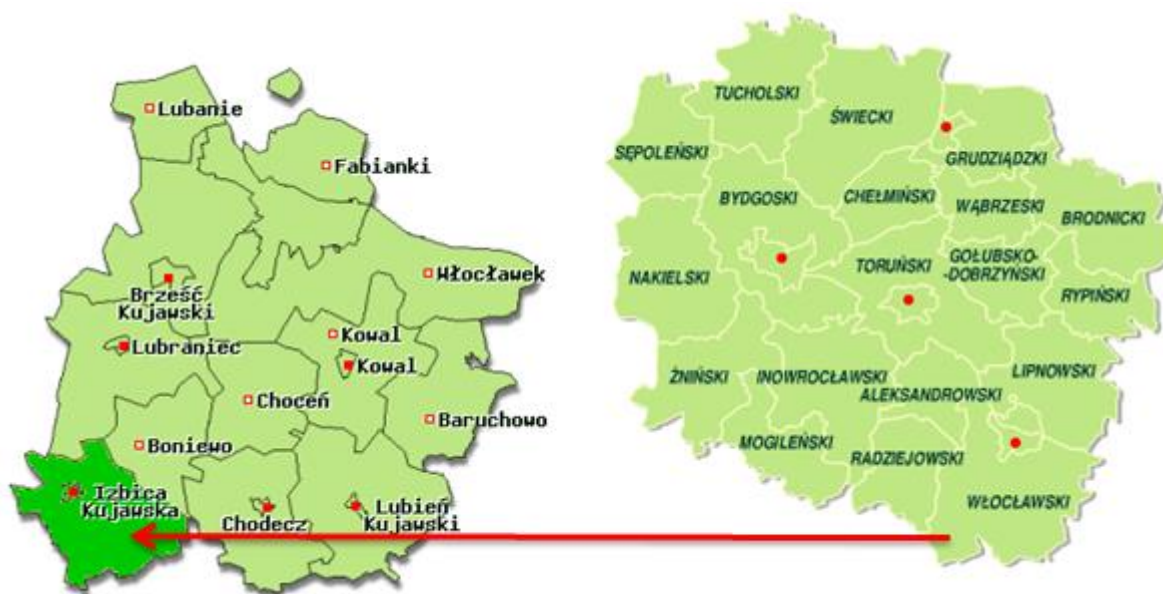 Lubanie
Fabianki
Włocławek
Brześć
Kujawski
Kowal
Lubraniec
Kowal
Choceń
Baruchowo
Boniewo
Izbica
Kujawska
Chodecz
Lubień
Kujawski
TUCHOLSKI
ŚWIECKI
SĘPOLEŃSKI
GRUDZIĄDZKI
BYDGOSKI
CHEŁMIŃSKI
WĄBRZESKI
BRODNICKI
NAKIELSKI
TORUŃSKI
GOŁUBSKO-
-DOBRZYŃSKI
RYPIŃSKI
ŻNIŃSKI
INOWROCŁAWSKI
ALEKSANDROWSKI
LIPNOWSKI
MOGILEŃSKI
RADZIEJOWSKI
WŁOCŁAWSKI